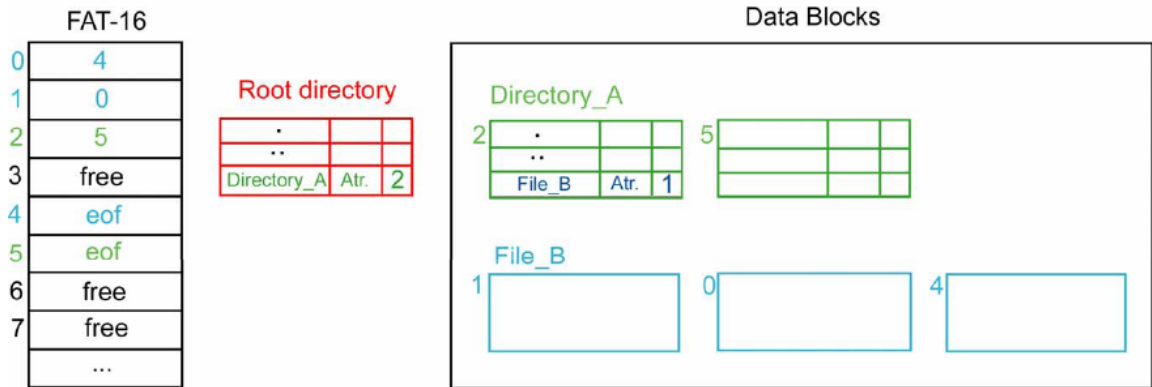 FAT-16
0 4
1 0
2 5
3 free
4 eof
5 eof
6 free
7 free
...
Root directory
.
..
Directory_A Atr. 2
Data Blocks
Directory_A
2 .
..
File_B Atr. 1
5
File_B
1
0
4